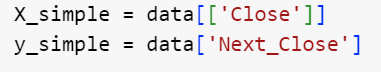 X_simple = data[['Close']]
y_simple = data['Next_Close']